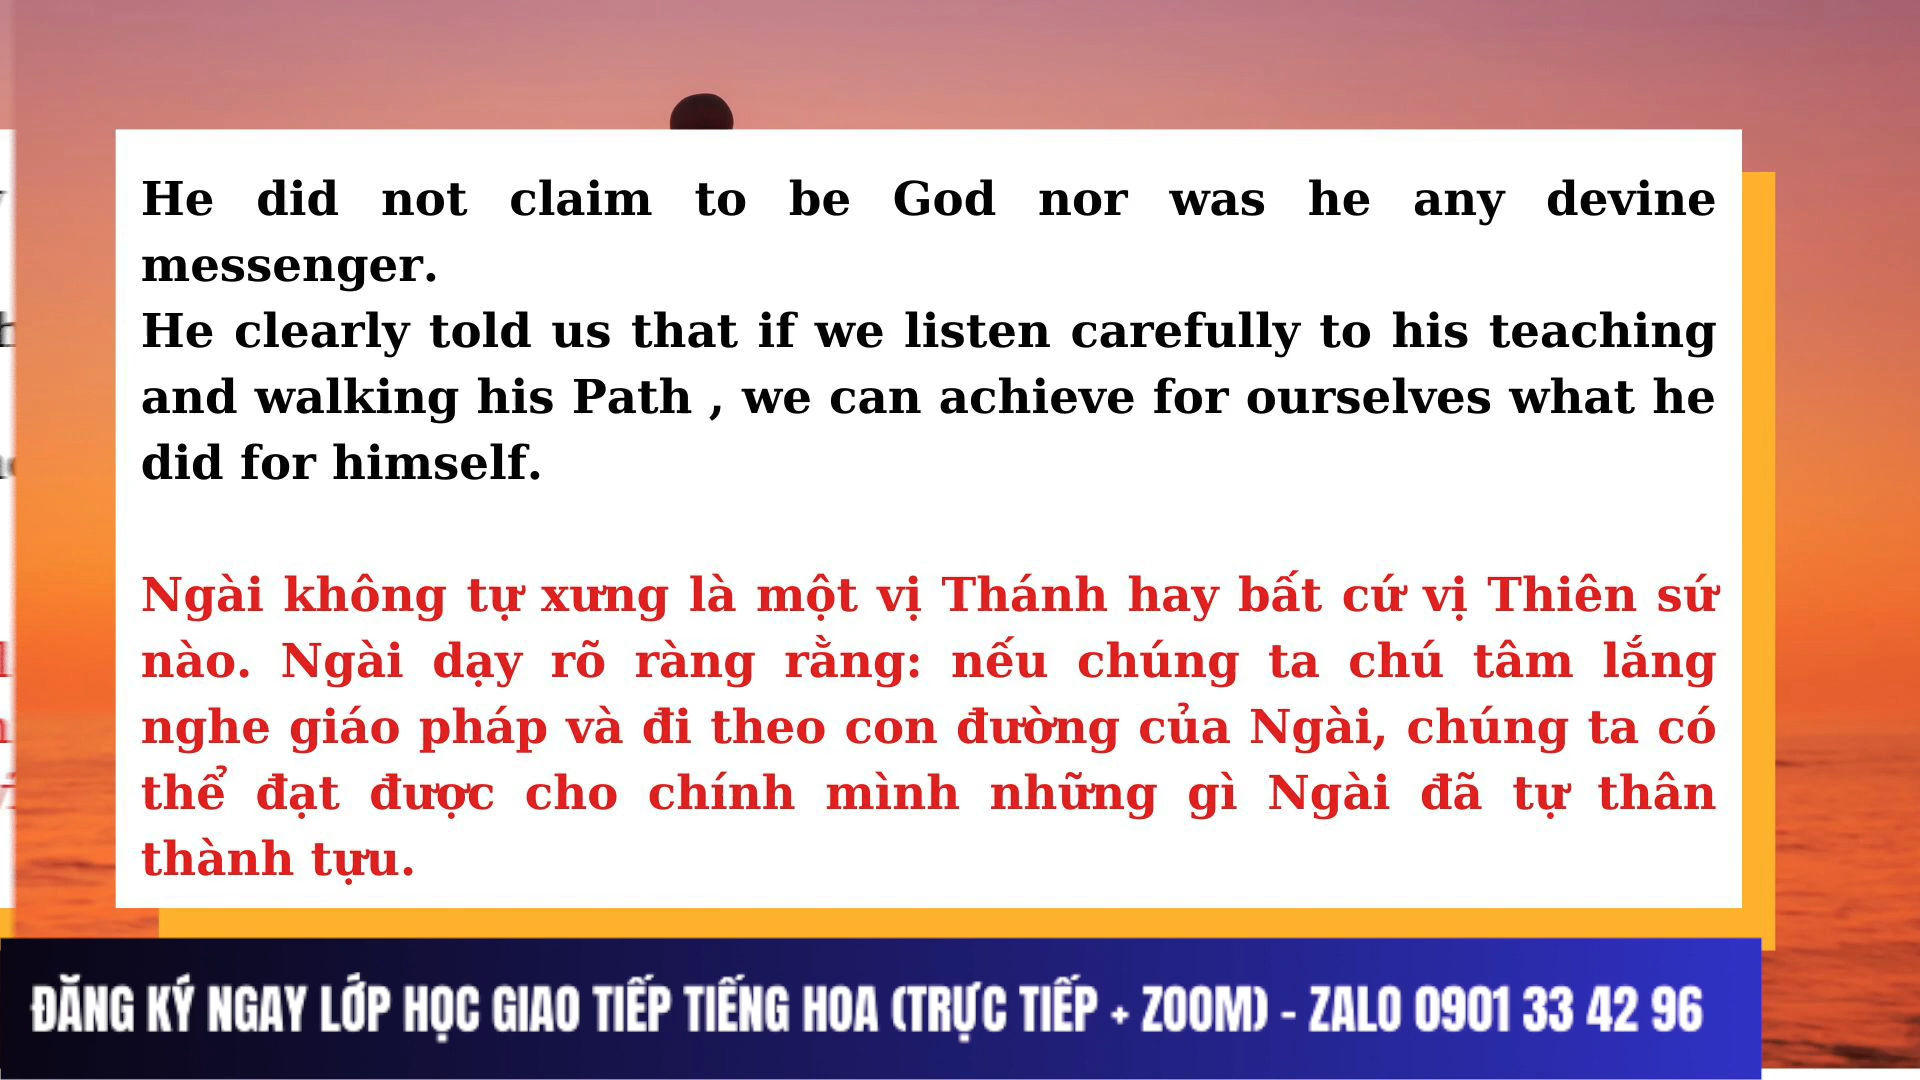 He did not claim to be God nor was he any devine
messenger.
He clearly told us that if we listen carefully to his teaching
and walking his Path , we can achieve for ourselves what he
did for himself.
Ngài không tự xưng là một vị Thánh hay bất cứ vị Thiên sứ
nào. Ngài dạy rõ ràng rằng: nếu chúng ta chú tâm lắng
nghe giáo pháp và đi theo con đường của Ngài, chúng ta có
thể đạt được cho chính mình những gì Ngài đã tự thân
thành tựu.
ĐĂNG KÝ NGAY LỚP HỌC GIAO TIẾP TIẾNG HOA (TRỰC TIẾP + ZOOM) - ZALO 0901 33 42 96